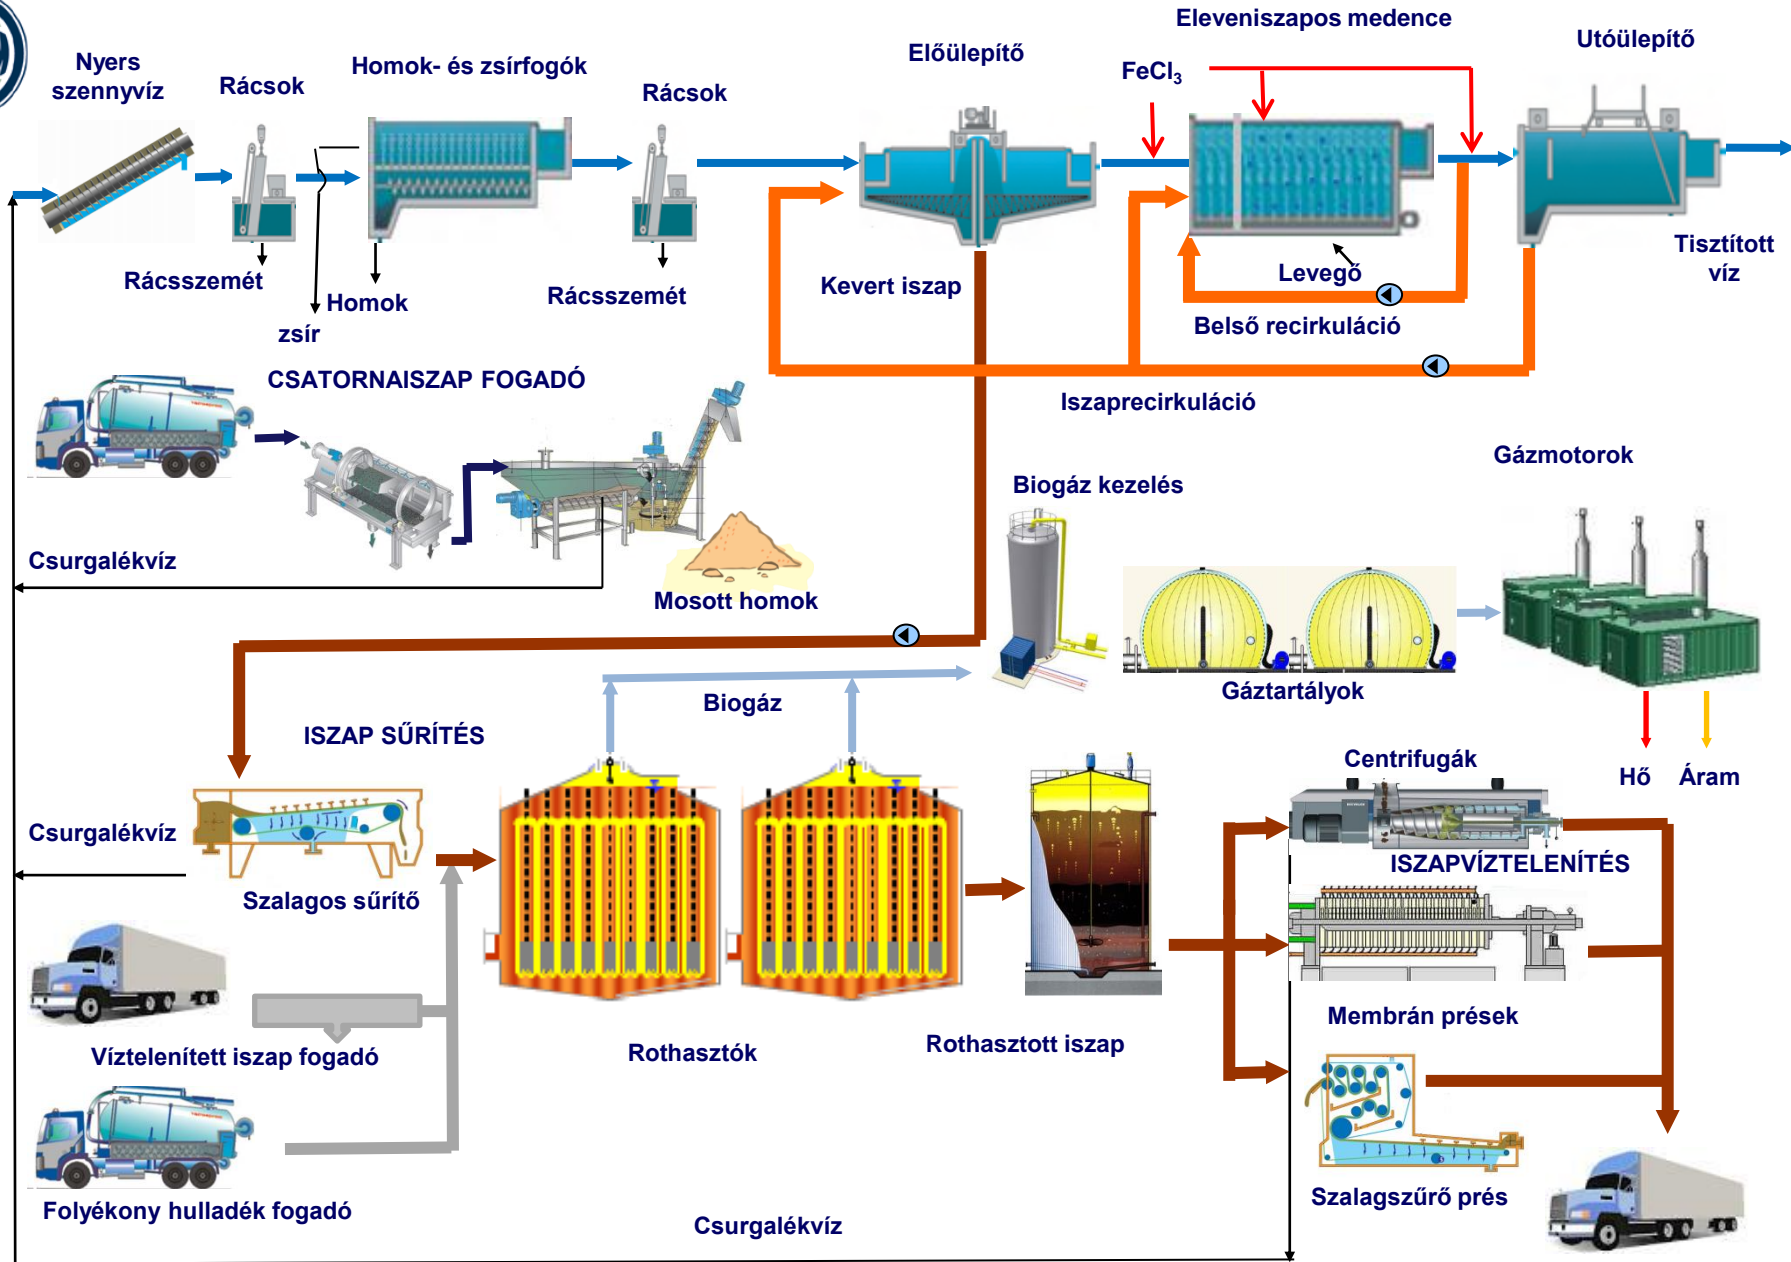 Eleveniszapos medence
Nyers
szennyvíz
Rácsok
Homok- és zsírfogók
Rácsok
Előülepítő
FeCl₃
Utóülepítő
Rácsszemét
Homok
zsír
Rácsszemét
Kevert iszap
Levegő
Belső recirkuláció
Tisztított
víz
CSATORNAISZAP FOGADÓ
Iszaprecirkuláció
Csurgalékvíz
Mosott homok
Biogáz kezelés
Gázmotorok
Gáztartályok
Biogáz
ISZAP SŰRÍTÉS
Hő
Áram
Centrifugák
Csurgalékvíz
ISZAPVÍZTELENÍTÉS
Szalagos sűrítő
Membrán prések
Víztelenített iszap fogadó
Rothasztók
Rothasztott iszap
Folyékony hulladék fogadó
Szalagszűrő prés
Csurgalékvíz